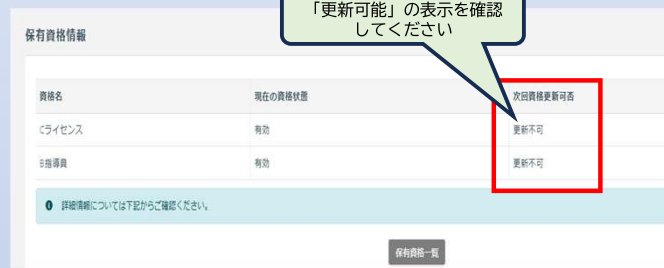 「更新可能」の表示を確認
してください
保有資格情報
資格名 現在の資格状態 次回資格更新可否
Cライセンス 有効 更新不可
B指導員 有効 更新不可
詳細情報については下記からご確認ください。
保有資格一覧